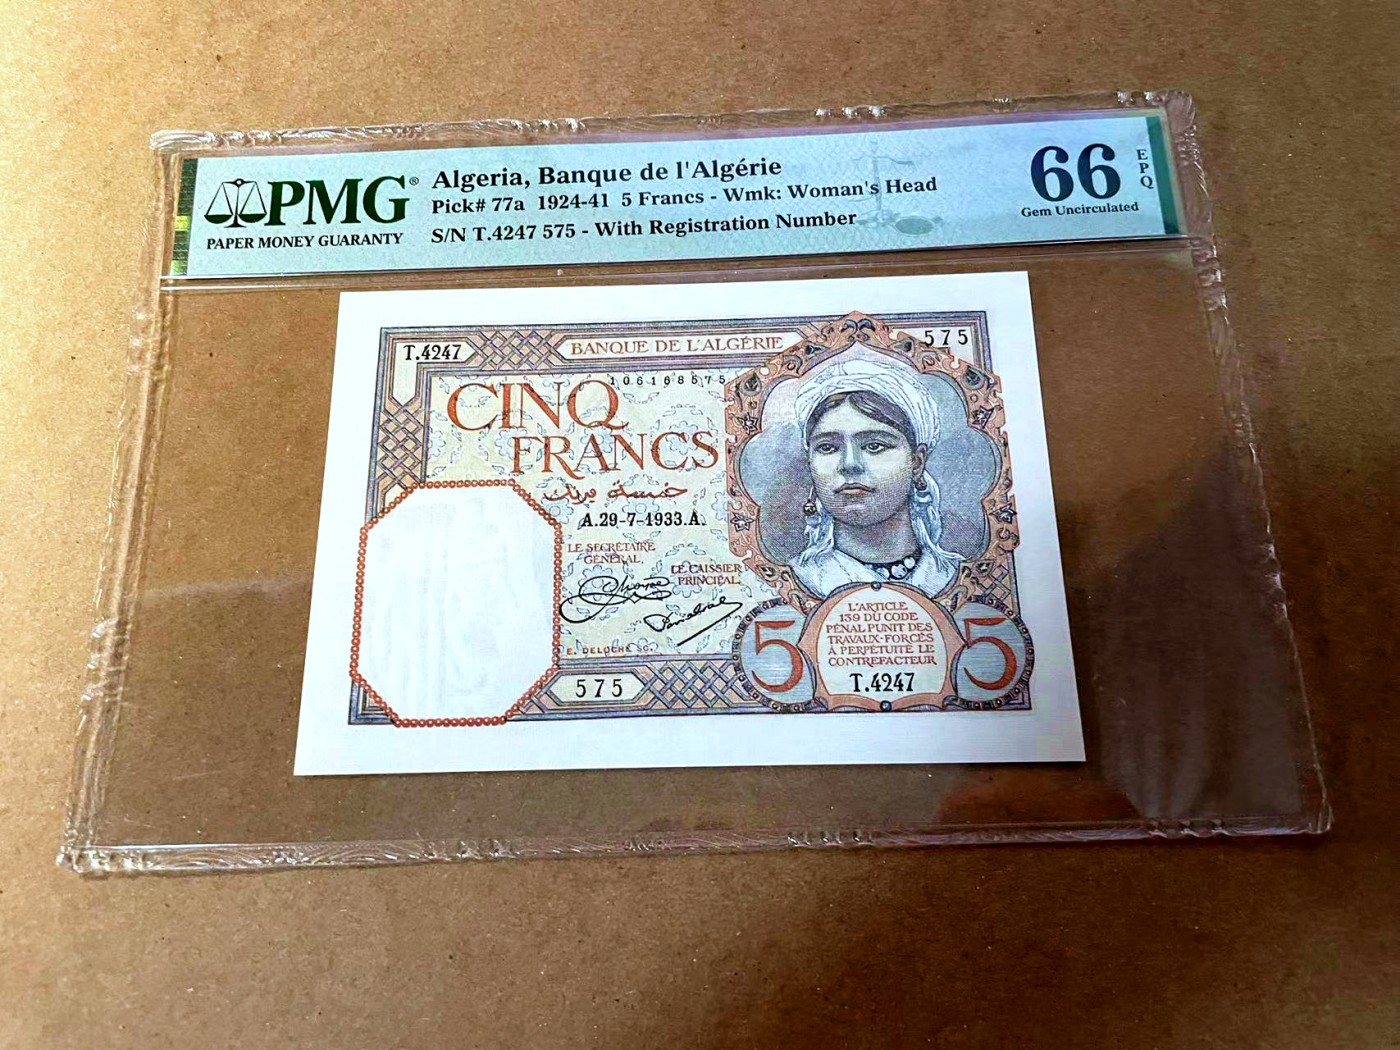 PMG®
PAPER MONEY GUARANTY
Algeria, Banque de l'Algérie
Pick# 77a 1924-41 5 Francs - Wmk: Woman's Head
S/N T.4247 575 - With Registration Number
66
EPQ
Gem Uncirculated
T.4247
BANQUE DE L'ALGÉRIE
575
106168575
CINQ
FRANCS
خمسة فرنك
A.29-7-1933.A.
LE SECRÉTAIRE
GÉNÉRAL,
LE CAISSIER
PRINCIPAL,
E. DELOCHE SC.
575
5
L'ARTICLE
139 DU CODE
PÉNAL PUNIT DES
TRAVAUX-FORCÉS
À PERPÉTUITÉ LE
CONTREFACTEUR
T.4247
5